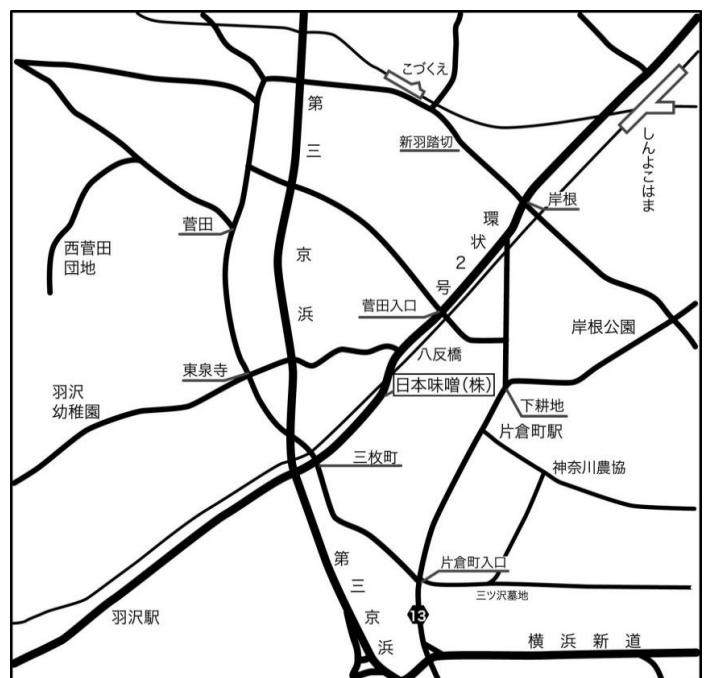 こづくえ
第三京浜
新羽踏切
しんよこはま
岸根
環状2号
菅田
西菅田
団地
菅田入口
岸根公園
八反橋
東泉寺
日本味噌(株)
羽沢
幼稚園
下耕地
片倉町駅
三枚町
神奈川農協
第三京浜
片倉町入口
三ツ沢墓地
羽沢駅
13
横浜新道